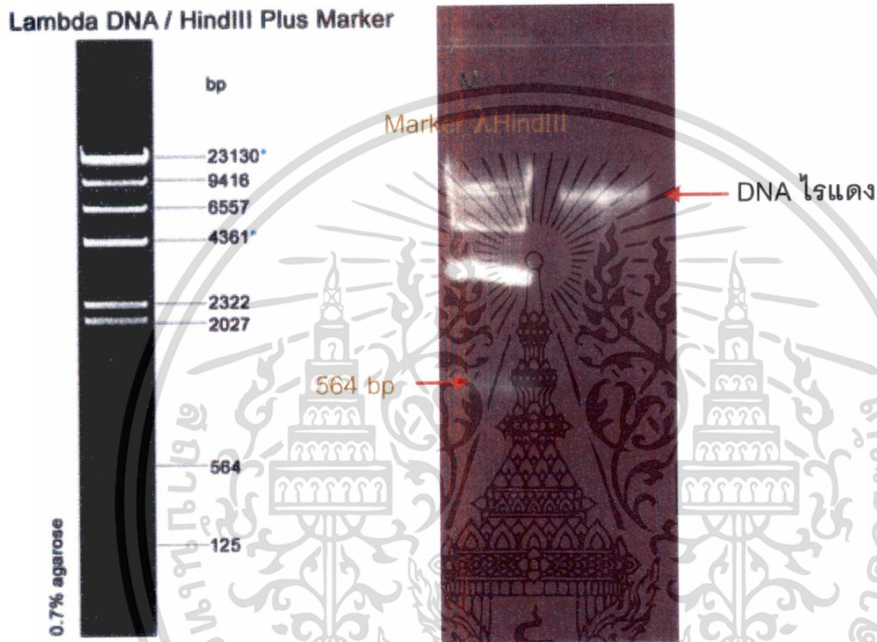 Lambda DNA / HindIII Plus Marker
bp
23130*
9416
6557
4361*
2322
2027
564
125
0.7% agarose
M 1
Marker λHindIII
DNA ไรแดง
564 bp